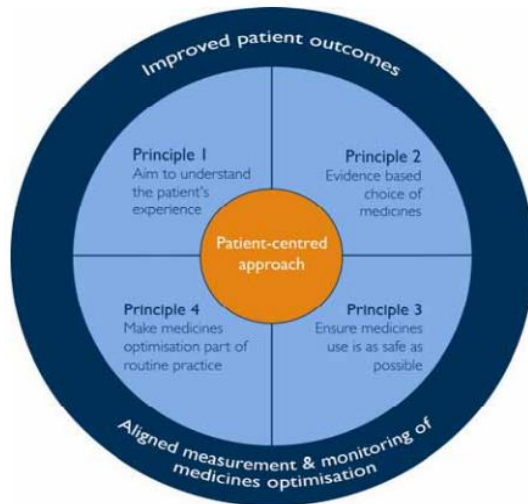 Improved patient outcomes
Principle 1
Aim to understand
the patient's
experience
Principle 2
Evidence based
choice of
medicines
Patient-centred
approach
Principle 4
Make medicines
optimisation part of
routine practice
Principle 3
Ensure medicines
use is as safe as
possible
Aligned measurement & monitoring of
medicines optimisation